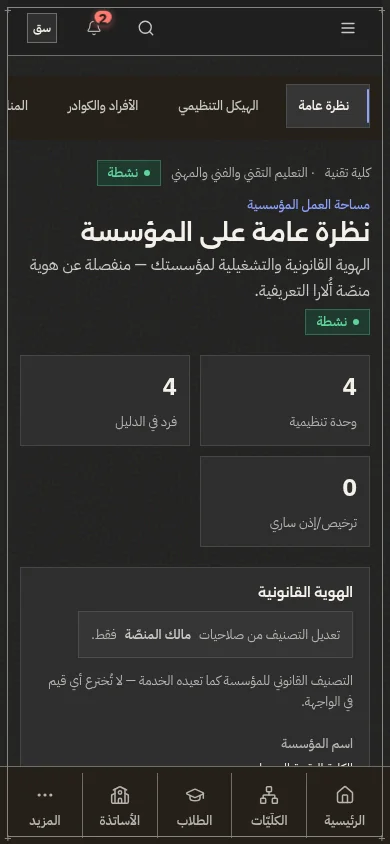 سق
2
نظرة عامة
الهيكل التنظيمي
الأفراد والكوادر
كلية تقنية · التعليم التقني والفني والمهني
نشطة
مساحة العمل المؤسسية
نظرة عامة على المؤسسة
الهوية القانونية والتشغيلية لمؤسستك — منفصلة عن هوية
منصّة ألارا التعريفية.
نشطة
4
وحدة تنظيمية
4
فرد في الدليل
0
ترخيص/إذن ساري
الهوية القانونية
تعديل التصنيف من صلاحيات مالك المنصّة فقط.
التصنيف القانوني للمؤسسة كما تعيده الخدمة — لا تُخترع أي قيم
في الواجهة.
اسم المؤسسة
الرئيسية
الكليّات
الطلاب
الأساتذة
المزيد